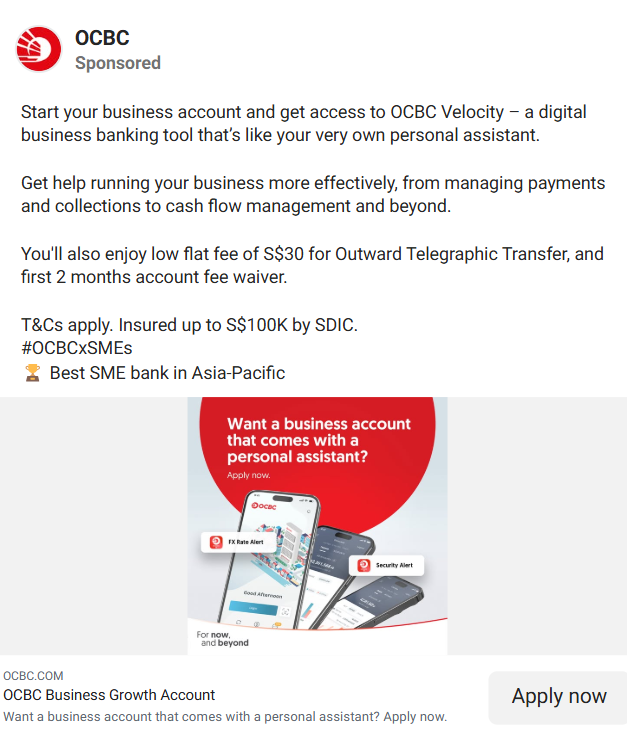 OCBC
Sponsored
Start your business account and get access to OCBC Velocity – a digital
business banking tool that's like your very own personal assistant.
Get help running your business more effectively, from managing payments
and collections to cash flow management and beyond.
You'll also enjoy low flat fee of S$30 for Outward Telegraphic Transfer, and
first 2 months account fee waiver.
T&Cs apply. Insured up to S$100K by SDIC.
#OCBCxSMEs
🏆 Best SME bank in Asia-Pacific
Want a business account
that comes with a
personal assistant?
Apply now.
OCBC
FX Rate Alert
Security Alert
Good Afternoon
For now,
and beyond
OCBC.COM
OCBC Business Growth Account
Want a business account that comes with a personal assistant? Apply now.
Apply now